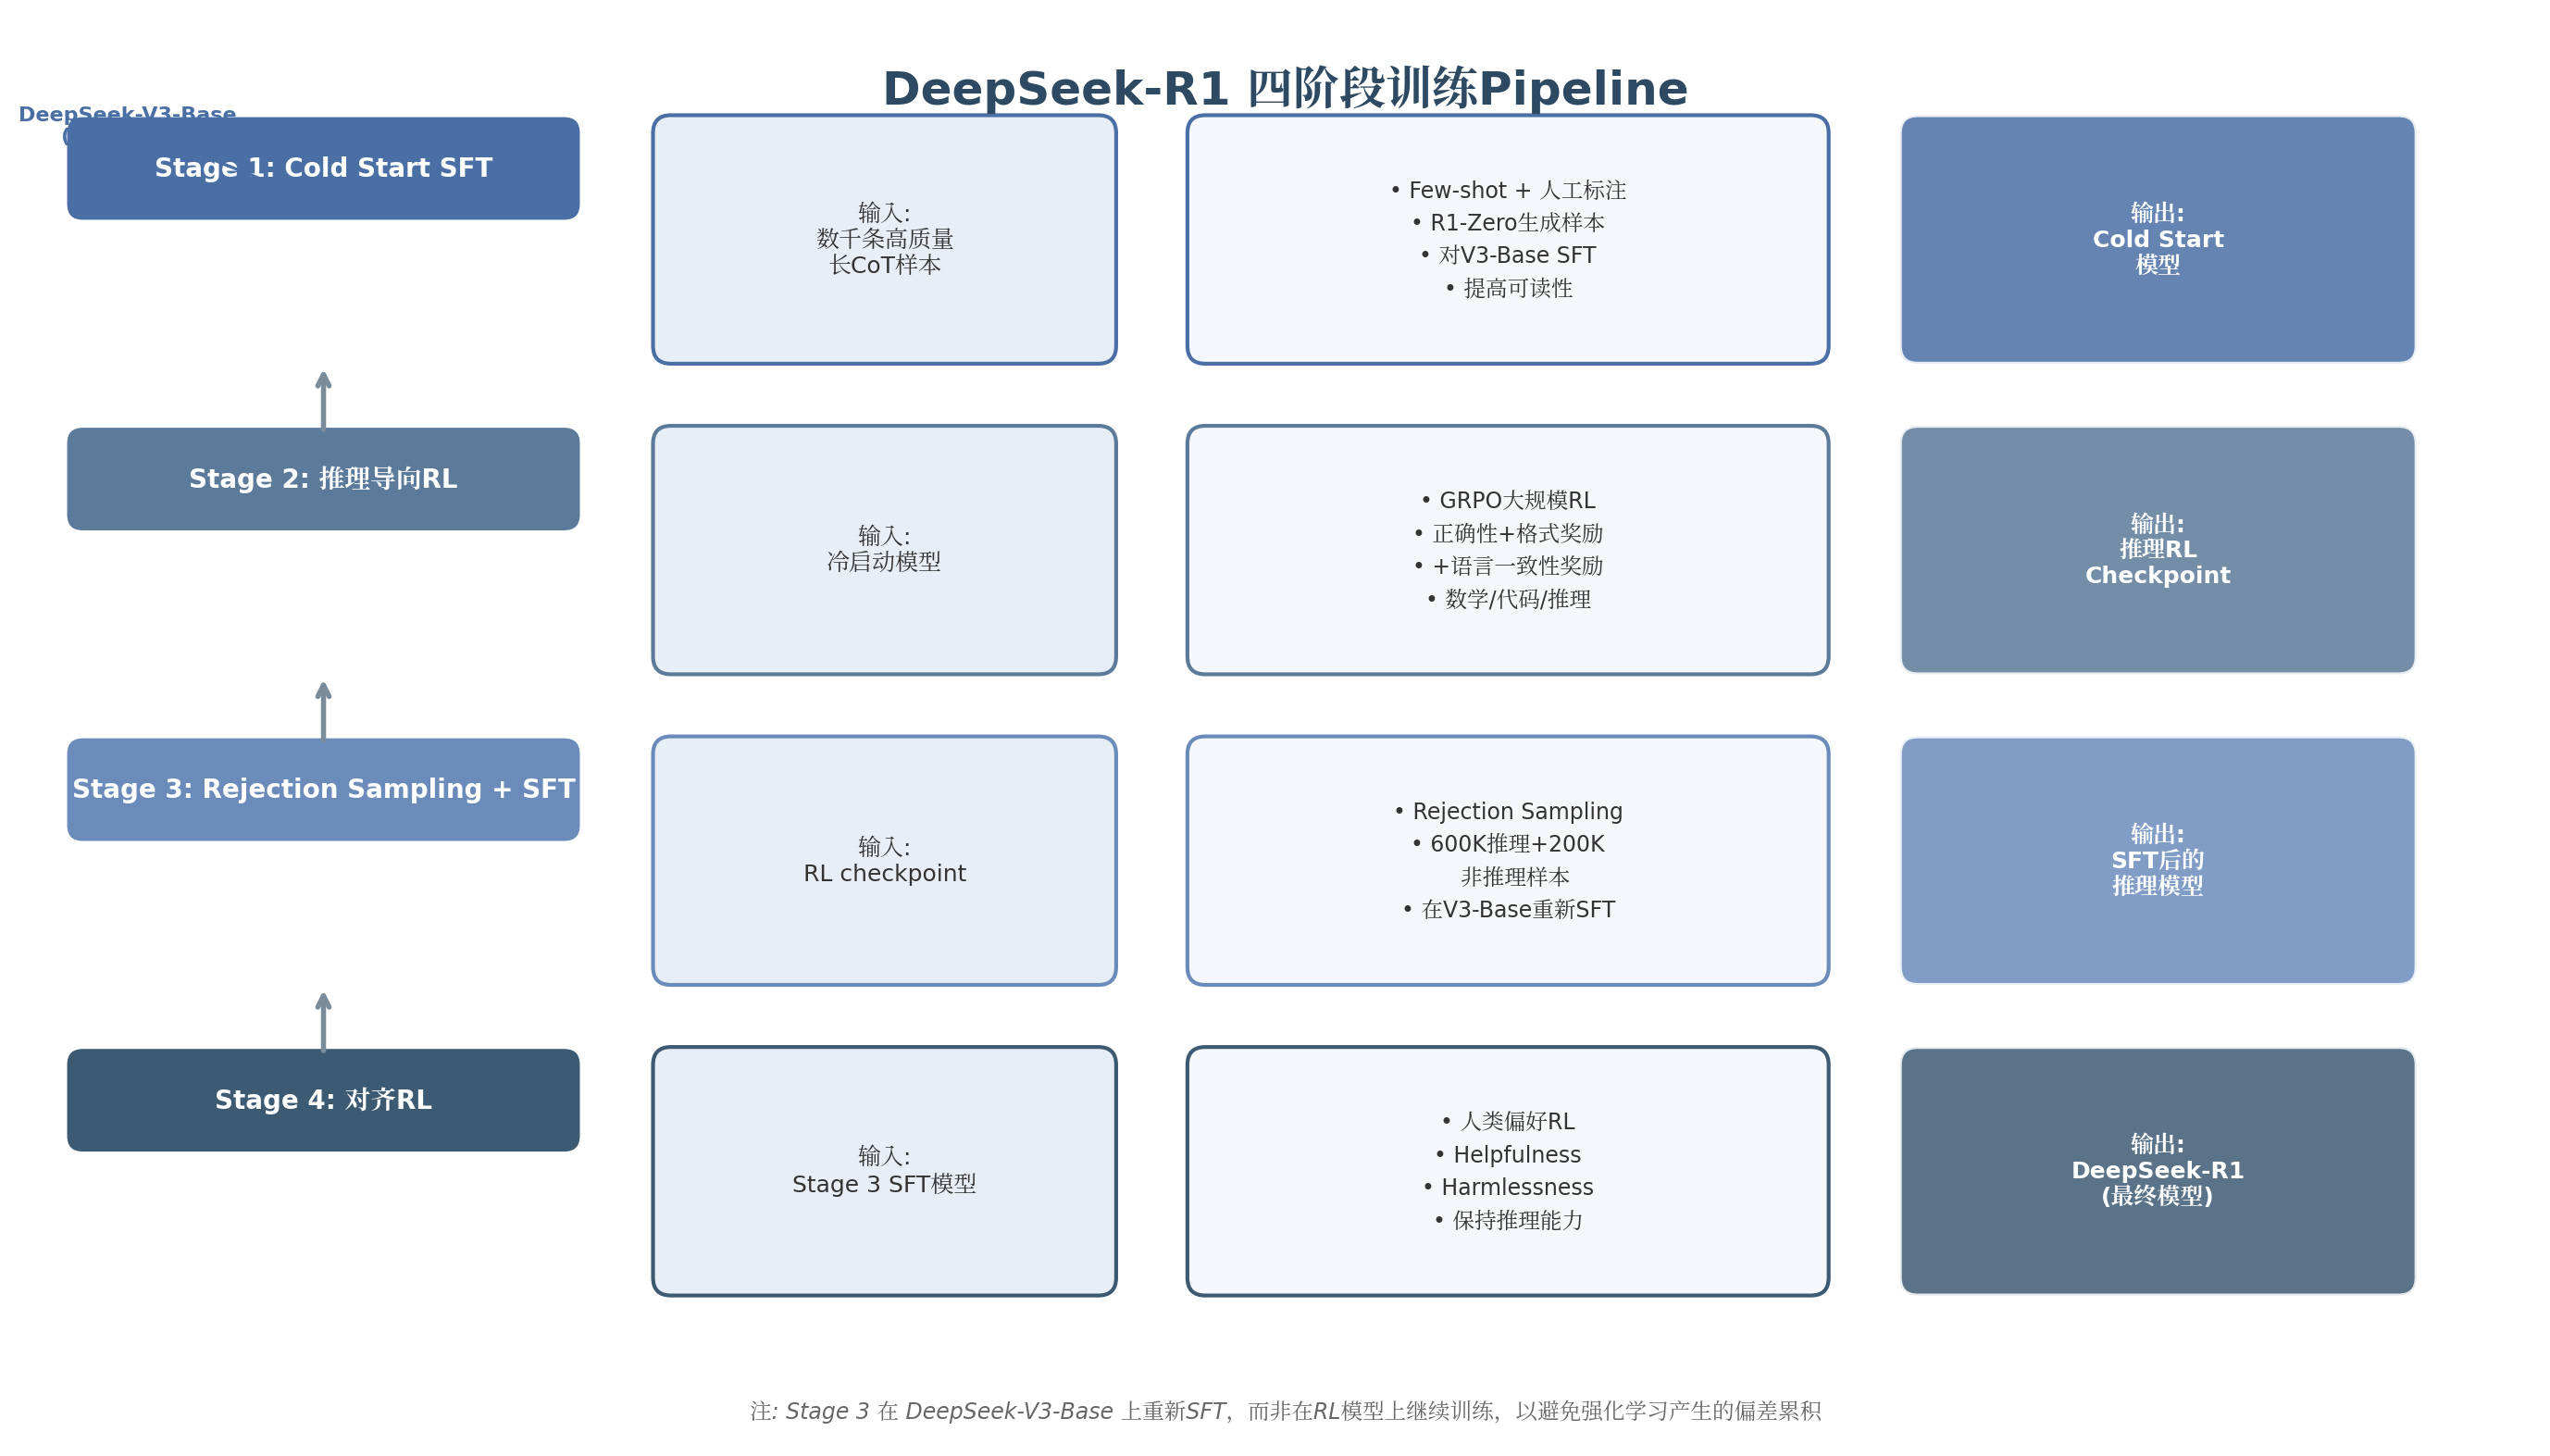 DeepSeek-R1 四阶段训练Pipeline
DeepSeek-V3-Base
Stage 1: Cold Start SFT
输入:
数千条高质量
长CoT样本
• Few-shot + 人工标注
• R1-Zero生成样本
• 对V3-Base SFT
• 提高可读性
输出:
Cold Start
模型
Stage 2: 推理导向RL
输入:
冷启动模型
• GRPO大规模RL
• 正确性+格式奖励
• +语言一致性奖励
• 数学/代码/推理
输出:
推理RL
Checkpoint
Stage 3: Rejection Sampling + SFT
输入:
RL checkpoint
• Rejection Sampling
• 600K推理+200K
非推理样本
• 在V3-Base重新SFT
输出:
SFT后的
推理模型
Stage 4: 对齐RL
输入:
Stage 3 SFT模型
• 人类偏好RL
• Helpfulness
• Harmlessness
• 保持推理能力
输出:
DeepSeek-R1
(最终模型)
注: Stage 3 在 DeepSeek-V3-Base 上重新SFT，而非在RL模型上继续训练，以避免强化学习产生的偏差累积